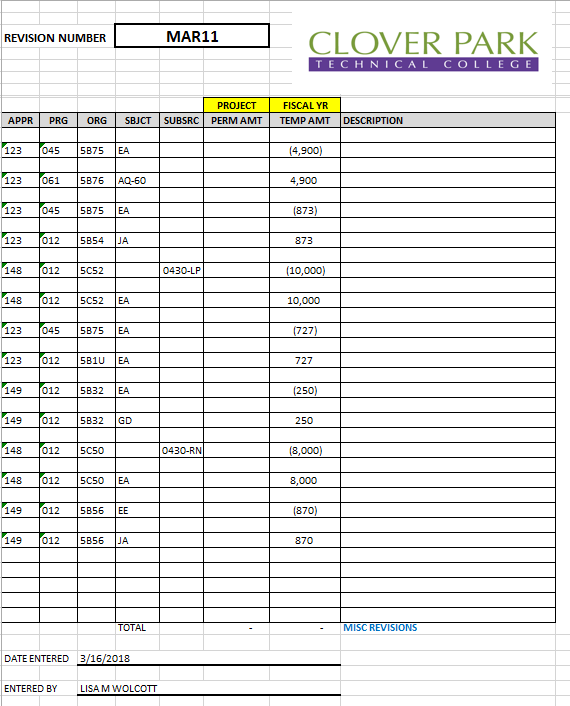 REVISION NUMBER MAR11
CLOVER PARK
TECHNICAL COLLEGE
PROJECT FISCAL YR
APPR PRG ORG SBJCT SUBSRC PERM AMT TEMP AMT DESCRIPTION
123 045 5B75 EA (4,900)
123 061 5B76 AQ-60 4,900
123 045 5B75 EA (873)
123 012 5B54 JA 873
148 012 5C52 0430-LP (10,000)
148 012 5C52 EA 10,000
123 045 5B75 EA (727)
123 012 5B1U EA 727
149 012 5B32 EA (250)
149 012 5B32 GD 250
148 012 5C50 0430-RN (8,000)
148 012 5C50 EA 8,000
149 012 5B56 EE (870)
149 012 5B56 JA 870
TOTAL - - MISC REVISIONS
DATE ENTERED 3/16/2018
ENTERED BY LISA M WOLCOTT